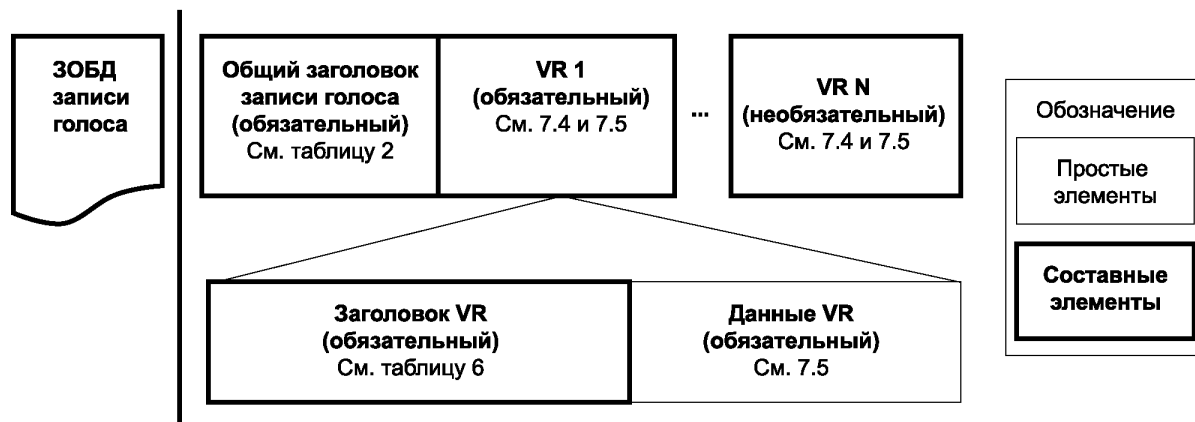 ЗОБД
записи
голоса
Общий заголовок
записи голоса
(обязательный)
См. таблицу 2
VR 1
(обязательный)
См. 7.4 и 7.5
...
VR N
(необязательный)
См. 7.4 и 7.5
Обозначение
Простые
элементы
Составные
элементы
Заголовок VR
(обязательный)
См. таблицу 6
Данные VR
(обязательный)
См. 7.5